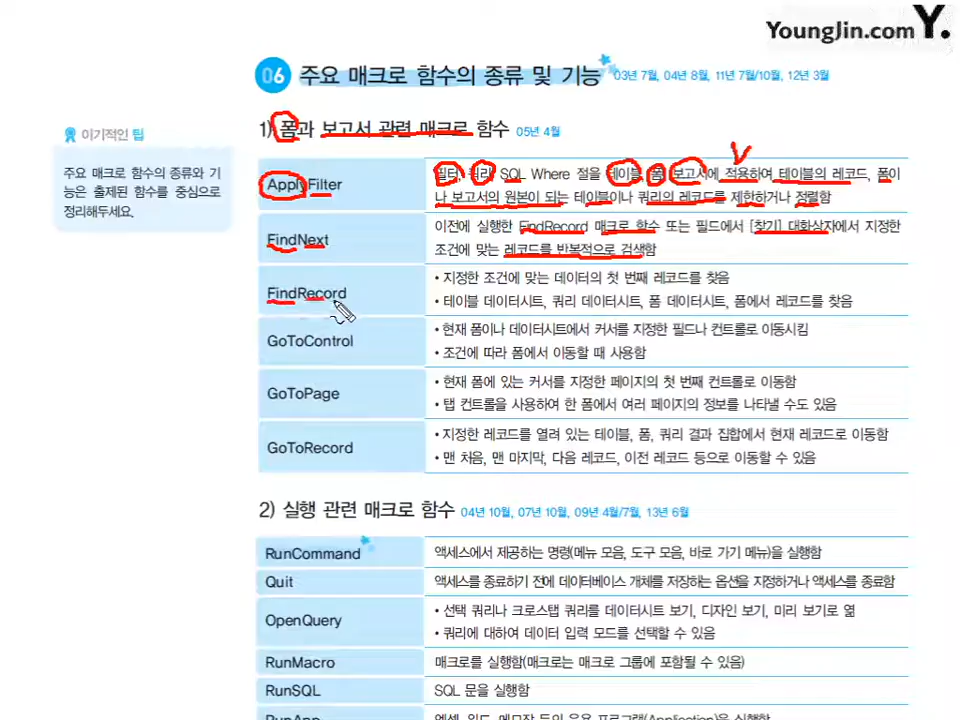 YoungJin.com Y.
06 주요 매크로 함수의 종류 및 기능 03년 7월, 04년 8월, 11년 7월/10월, 12년 3월
1) 폼과 보고서 관련 매크로 함수 05년 4월
이기적인 팁
주요 매크로 함수의 종류와 기
능은 출제된 함수를 중심으로
정리해두세요.
ApplyFilter
필터, 쿼리, SQL Where 절을 테이블, 폼, 보고서에 적용하여 테이블의 레코드, 폼이
나 보고서의 원본이 되는 테이블이나 쿼리의 레코드를 제한하거나 정렬함
FindNext
이전에 실행한 FindRecord 매크로 함수 또는 필드에서 [찾기] 대화상자에서 지정한
조건에 맞는 레코드를 반복적으로 검색함
FindRecord
• 지정한 조건에 맞는 데이터의 첫 번째 레코드를 찾음
• 테이블 데이터시트, 쿼리 데이터시트, 폼 데이터시트, 폼에서 레코드를 찾음
GoToControl
• 현재 폼이나 데이터시트에서 커서를 지정한 필드나 컨트롤로 이동시킴
• 조건에 따라 폼에서 이동할 때 사용함
GoToPage
• 현재 폼에 있는 커서를 지정한 페이지의 첫 번째 컨트롤로 이동함
• 탭 컨트롤을 사용하여 한 폼에서 여러 페이지의 정보를 나타낼 수도 있음
GoToRecord
• 지정한 레코드를 열려 있는 테이블, 폼, 쿼리 결과 집합에서 현재 레코드로 이동함
• 맨 처음, 맨 마지막, 다음 레코드, 이전 레코드 등으로 이동할 수 있음
2) 실행 관련 매크로 함수 04년 10월, 07년 10월, 09년 4월/7월, 13년 6월
RunCommand 액세스에서 제공하는 명령(메뉴 모음, 도구 모음, 바로 가기 메뉴)을 실행함
Quit 액세스를 종료하기 전에 데이터베이스 개체를 저장하는 옵션을 지정하거나 액세스를 종료함
OpenQuery
• 선택 쿼리나 크로스탭 쿼리를 데이터시트 보기, 디자인 보기, 미리 보기로 엶
• 쿼리에 대하여 데이터 입력 모드를 선택할 수 있음
RunMacro 매크로를 실행함(매크로는 매크로 그룹에 포함될 수 있음)
RunSQL SQL 문을 실행함
RunApp 엑셀, 워드, 메모장 등의 응용 프로그램(Application)을 실행함